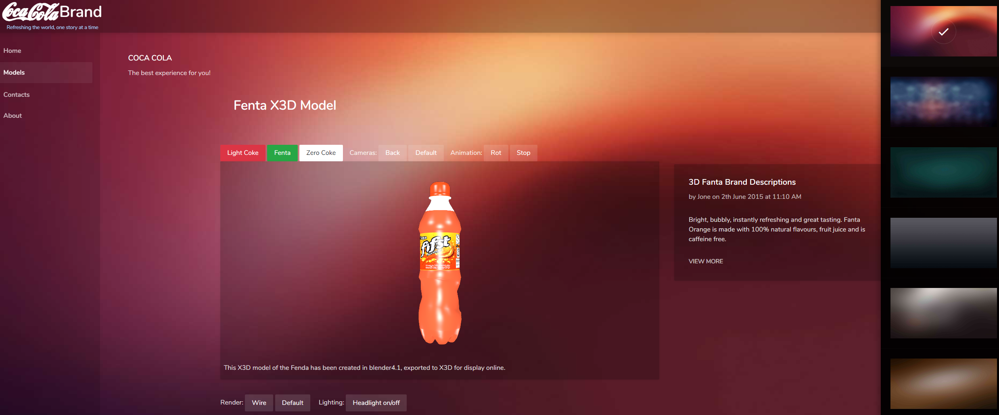 Coca Cola Brand
Refreshing the world, one story at a time
Home
Models
Contacts
About
COCA COLA
The best experience for you!
Fenta X3D Model
Light Coke Fenta Zero Coke Cameras: Back Default Animation: Rot Stop
fifst
Naranja
This X3D model of the Fenda has been created in blender4.1, exported to X3D for display online.
3D Fanta Brand Descriptions
by Jone on 2th June 2015 at 11:10 AM
Bright, bubbly, instantly refreshing and great tasting. Fanta
Orange is made with 100% natural flavours, fruit juice and is
caffeine free.
VIEW MORE
Render: Wire Default Lighting: Headlight on/off